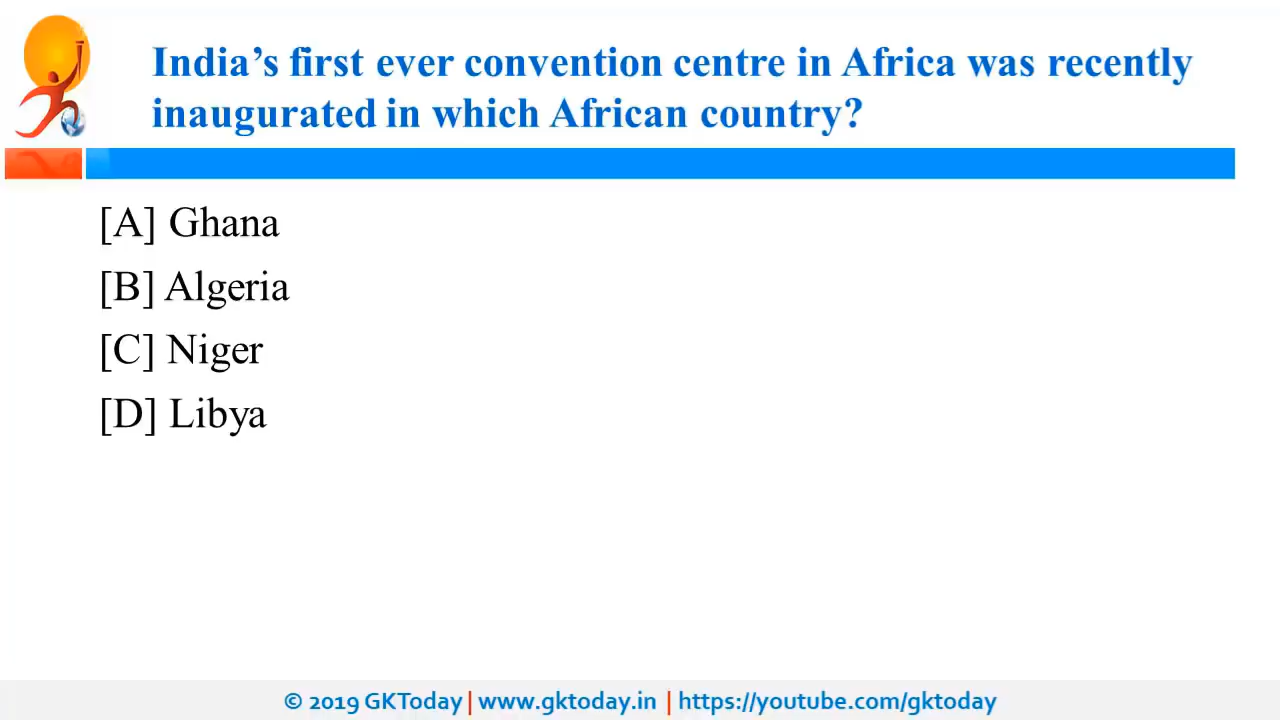 India’s first ever convention centre in Africa was recently
inaugurated in which African country?
[A] Ghana
[B] Algeria
[C] Niger
[D] Libya
© 2019 GKToday | www.gktoday.in | https://youtube.com/gktoday